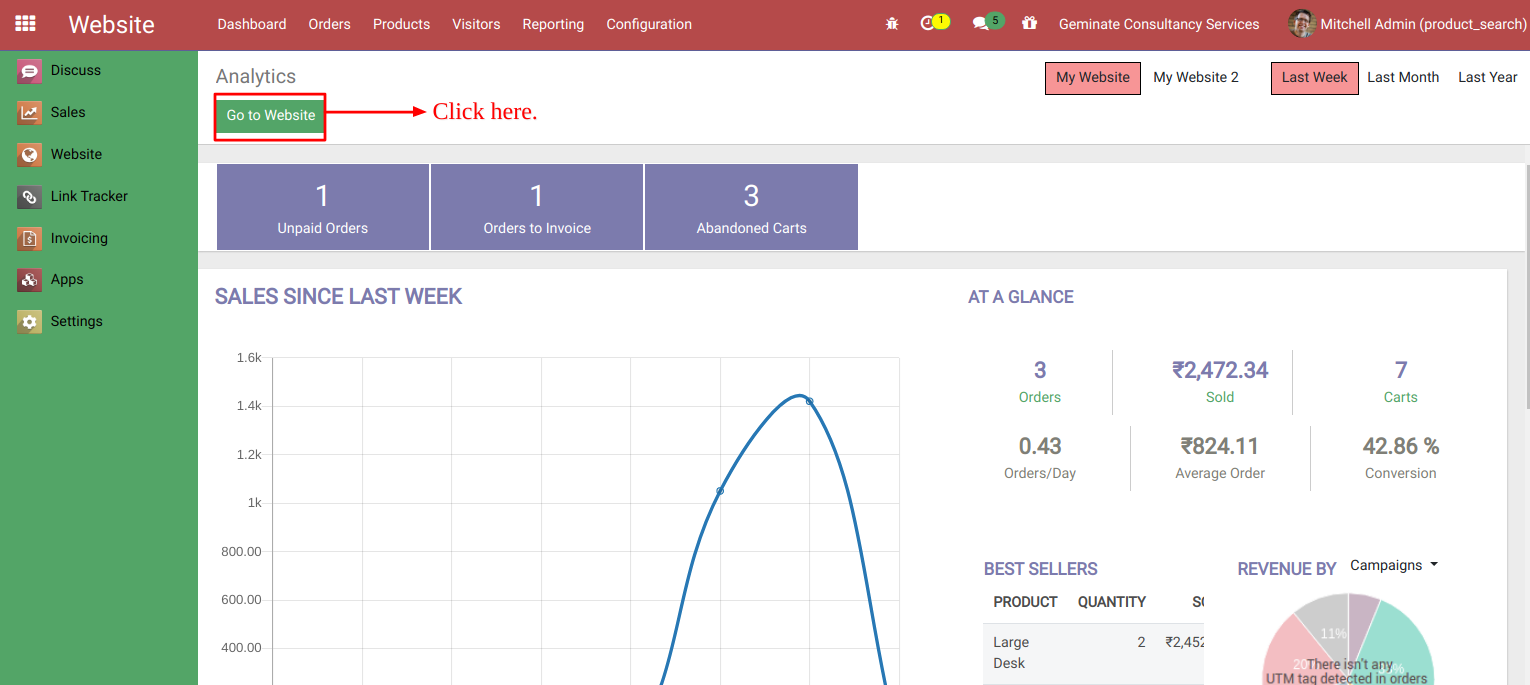 Website
Dashboard Orders Products Visitors Reporting Configuration
1
5
Geminate Consultancy Services
Mitchell Admin (product_search)
Discuss
Sales
Website
Link Tracker
Invoicing
Apps
Settings
Analytics
My Website My Website 2 Last Week Last Month Last Year
Go to Website
Click here.
1
Unpaid Orders
1
Orders to Invoice
3
Abandoned Carts
SALES SINCE LAST WEEK
1.6k
1.4k
1.2k
1k
800.00
600.00
400.00
AT A GLANCE
3
Orders
₹2,472.34
Sold
7
Carts
0.43
Orders/Day
₹824.11
Average Order
42.86 %
Conversion
BEST SELLERS
PRODUCT QUANTITY
Large 2 ₹2,452
Desk
REVENUE BY Campaigns
11%
There isn't any
UTM tag detected in orders